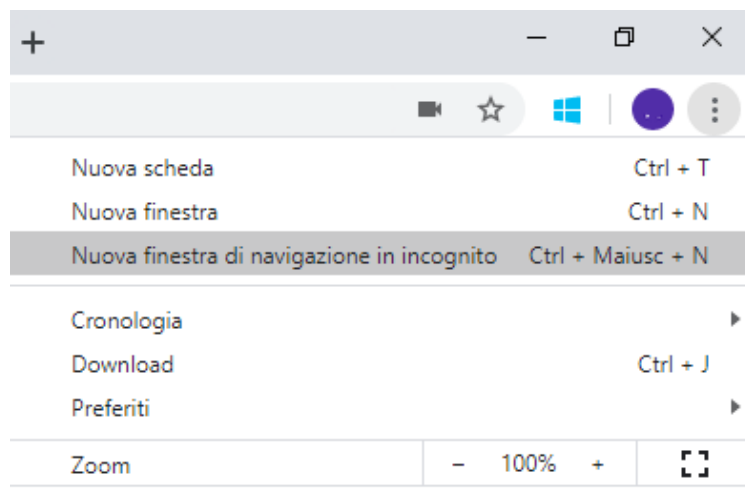 Nuova scheda Ctrl + T
Nuova finestra Ctrl + N
Nuova finestra di navigazione in incognito Ctrl + Maiusc + N
Cronologia
Download Ctrl + J
Preferiti
Zoom - 100% +